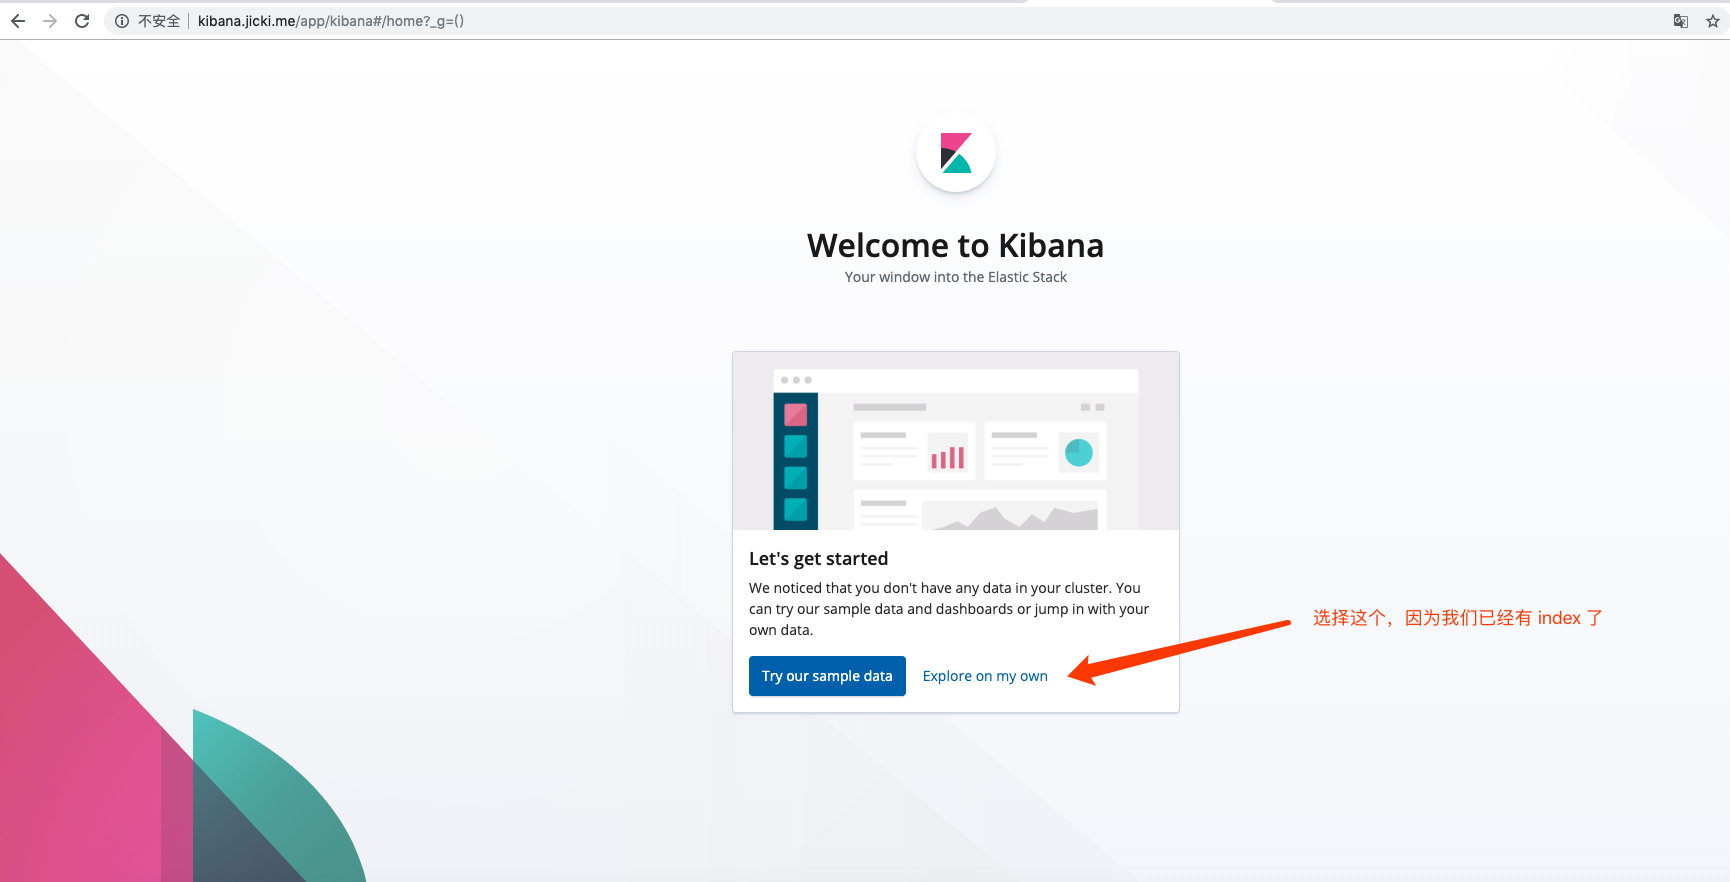 不安全 kibana.jicki.me/app/kibana#/home?_g=()
Welcome to Kibana
Your window into the Elastic Stack
Let's get started
We noticed that you don't have any data in your cluster. You
can try our sample data and dashboards or jump in with your
own data.
选择这个，因为我们已经有 index 了
Try our sample data Explore on my own